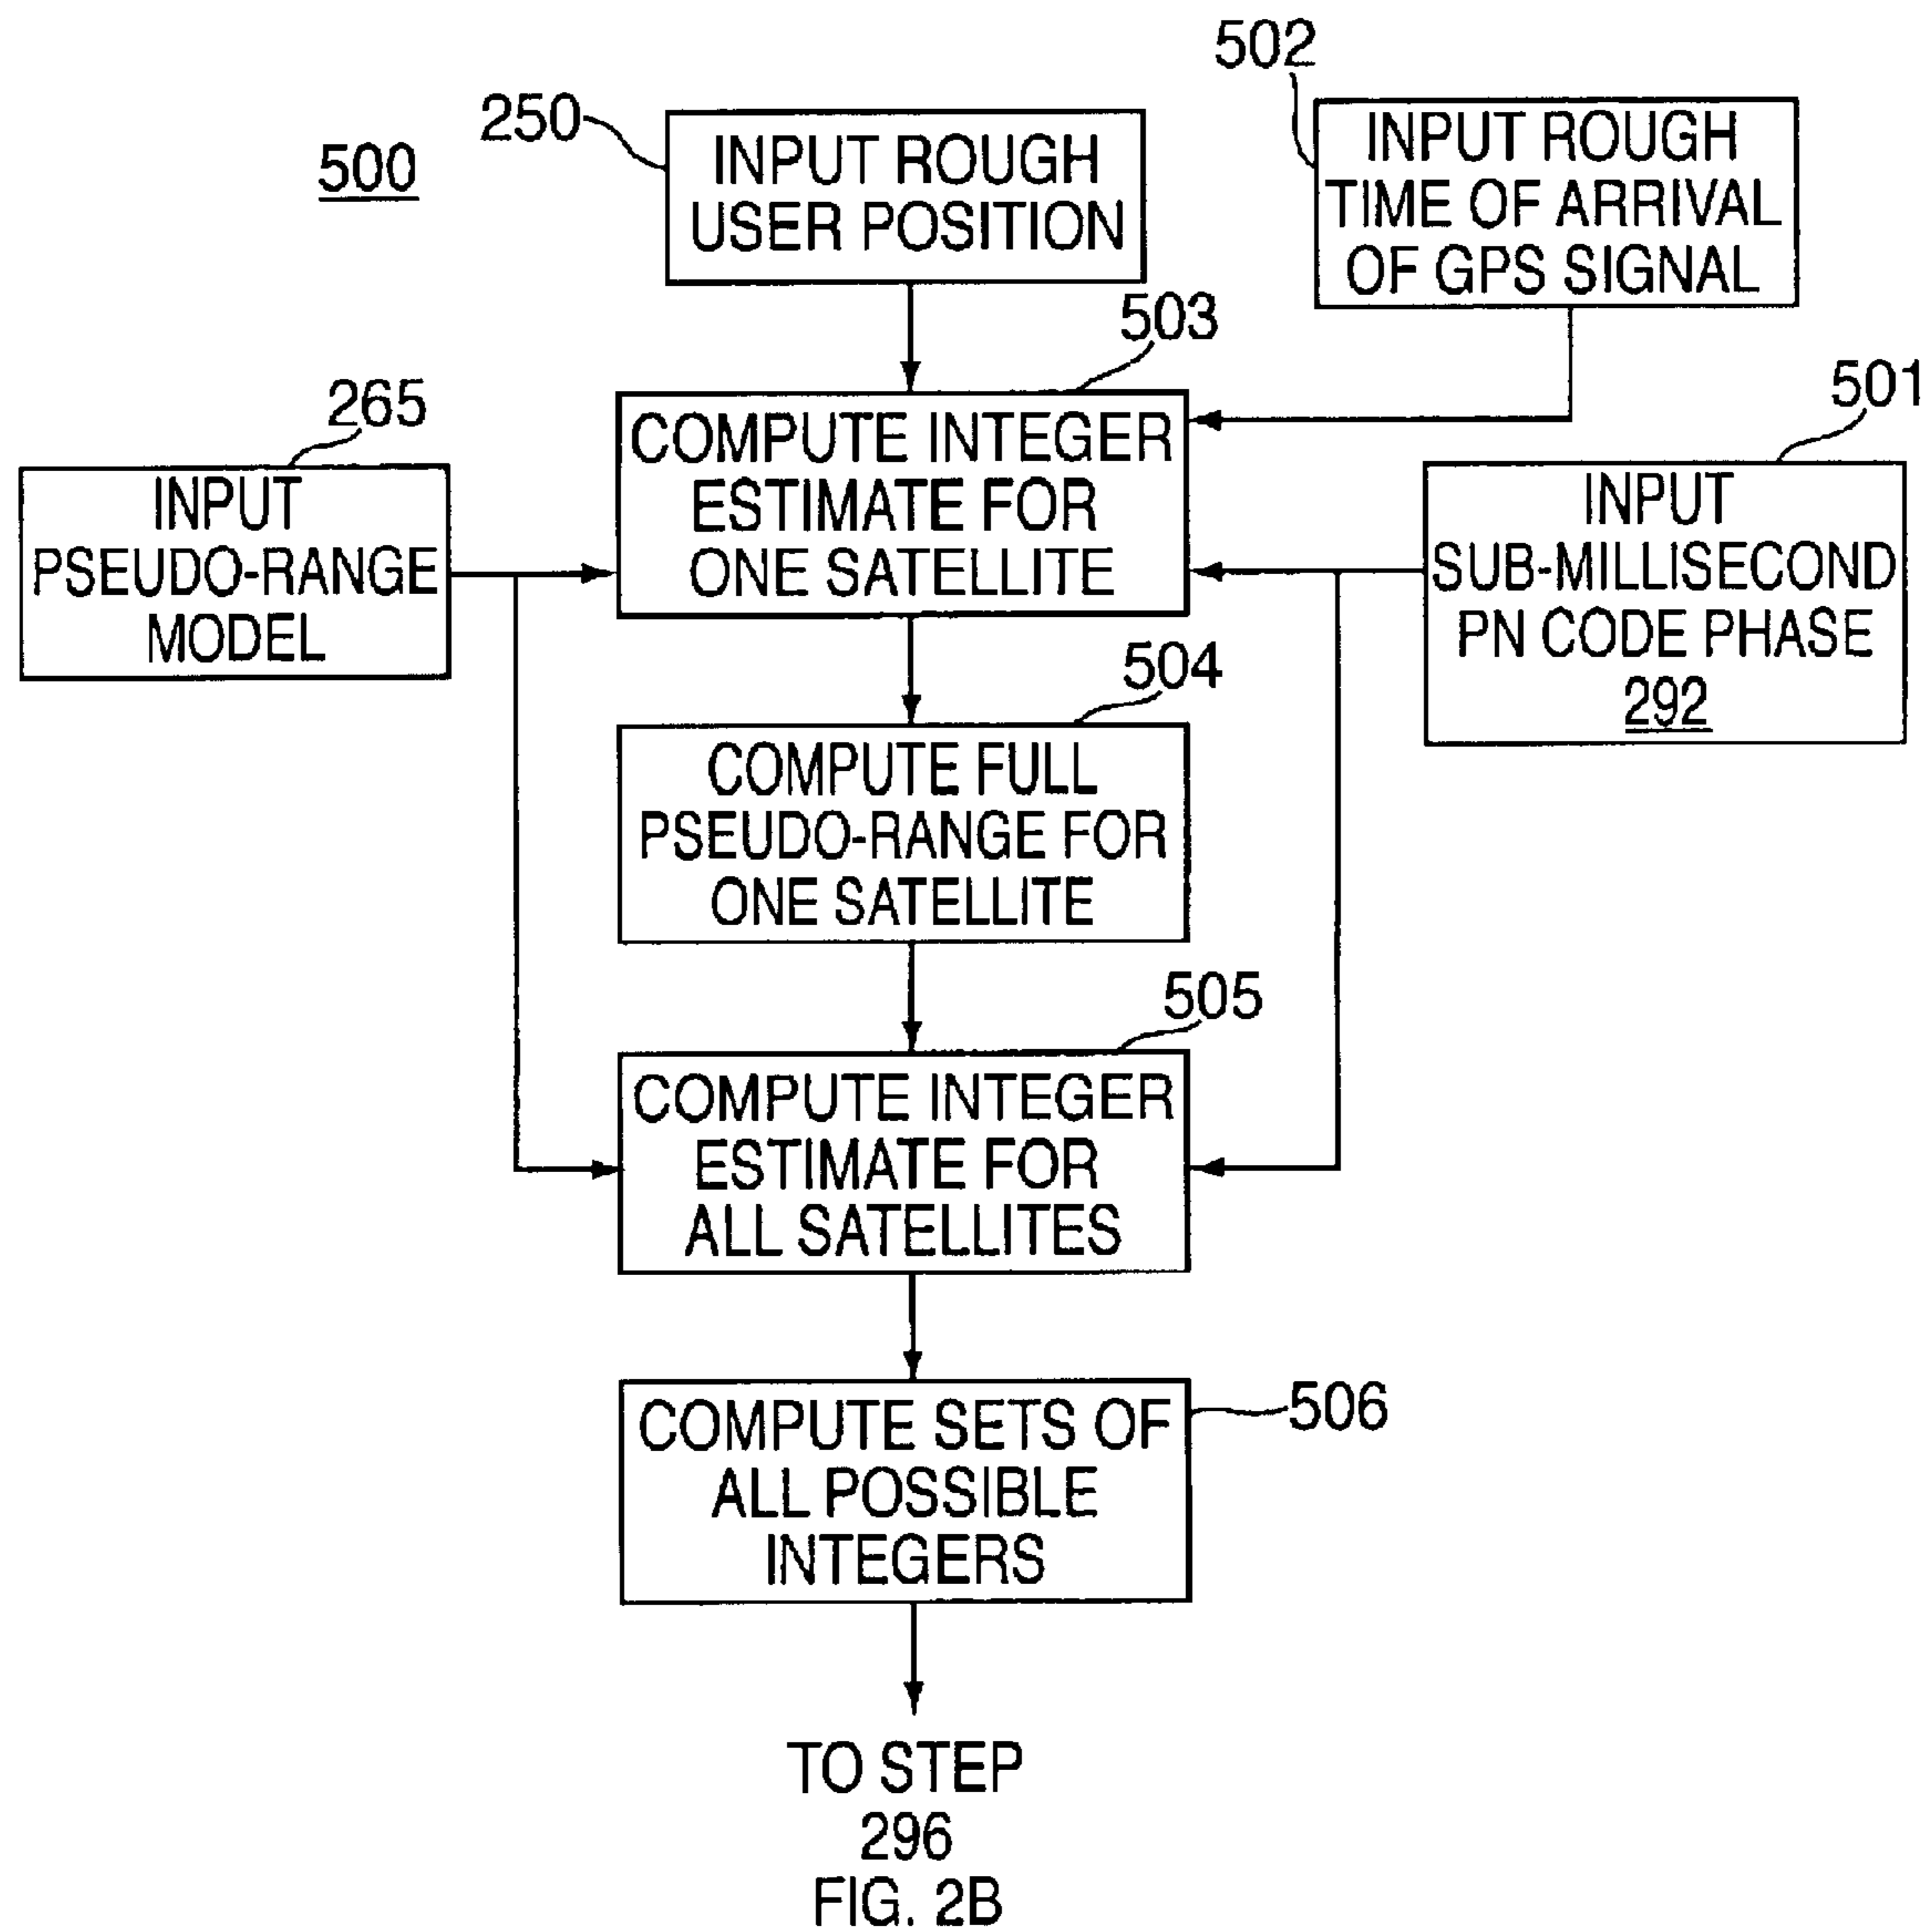 502
250
500
INPUT ROUGH
USER POSITION
INPUT ROUGH
TIME OF ARRIVAL
OF GPS SIGNAL
503
265
501
INPUT
PSEUDO-RANGE
MODEL
COMPUTE INTEGER
ESTIMATE FOR
ONE SATELLITE
INPUT
SUB-MILLISECOND
PN CODE PHASE
292
504
COMPUTE FULL
PSEUDO-RANGE FOR
ONE SATELLITE
505
COMPUTE INTEGER
ESTIMATE FOR
ALL SATELLITES
506
COMPUTE SETS OF
ALL POSSIBLE
INTEGERS
TO STEP
296
FIG. 2B